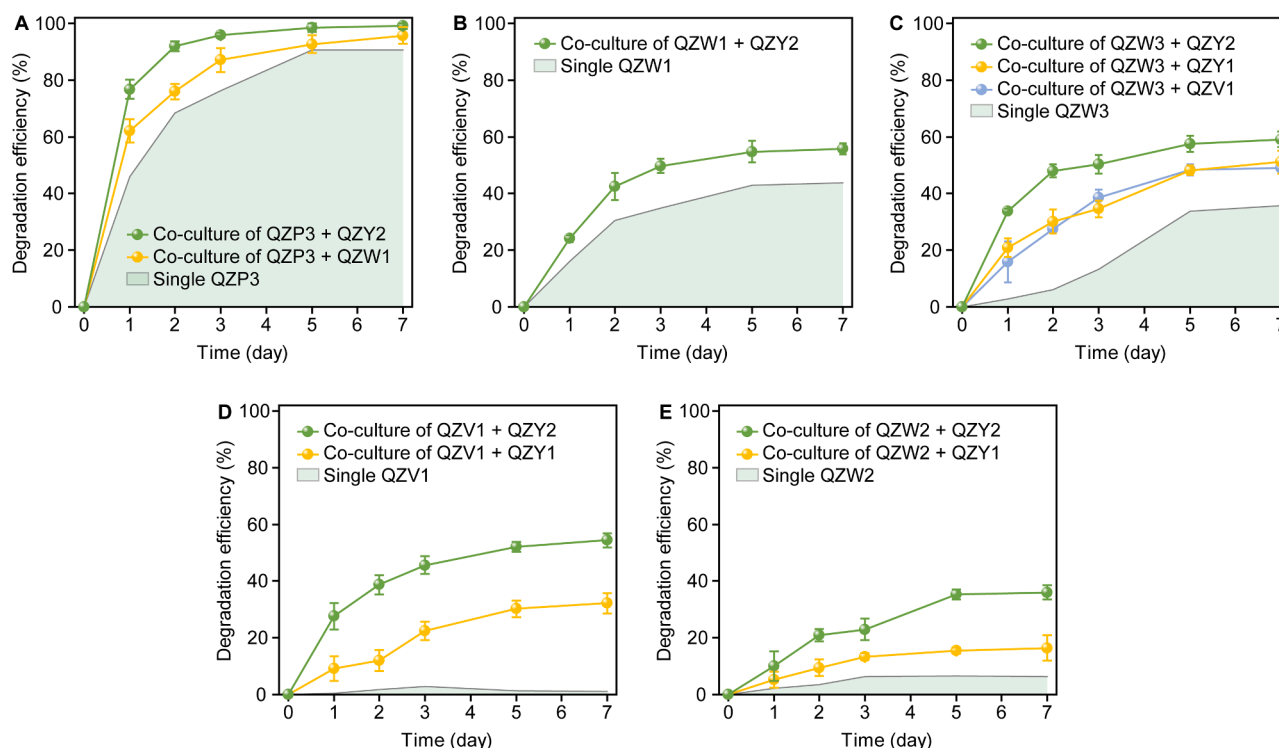 A
100
80
60
40
20
0
Degradation efficiency (%)
Co-culture of QZP3 + QZY2
Co-culture of QZP3 + QZW1
Single QZP3
0 1 2 3 4 5 6 7
Time (day)
B
100
80
60
40
20
0
Degradation efficiency (%)
Co-culture of QZW1 + QZY2
Single QZW1
0 1 2 3 4 5 6 7
Time (day)
C
100
80
60
40
20
0
Degradation efficiency (%)
Co-culture of QZW3 + QZY2
Co-culture of QZW3 + QZY1
Co-culture of QZW3 + QZV1
Single QZW3
0 1 2 3 4 5 6 7
Time (day)
D
100
80
60
40
20
0
Degradation efficiency (%)
Co-culture of QZV1 + QZY2
Co-culture of QZV1 + QZY1
Single QZV1
0 1 2 3 4 5 6 7
Time (day)
E
100
80
60
40
20
0
Degradation efficiency (%)
Co-culture of QZW2 + QZY2
Co-culture of QZW2 + QZY1
Single QZW2
0 1 2 3 4 5 6 7
Time (day)